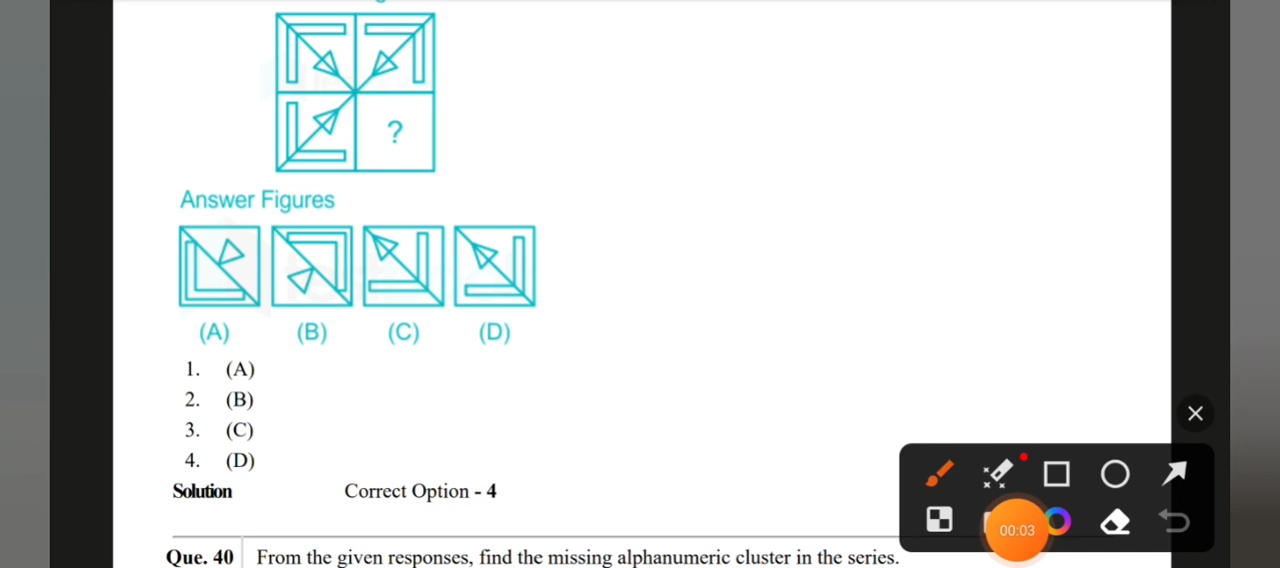 ?
Answer Figures
(A) (B) (C) (D)
1. (A)
2. (B)
3. (C)
4. (D)
Solution Correct Option - 4
00:03
Que. 40 From the given responses, find the missing alphanumeric cluster in the series.